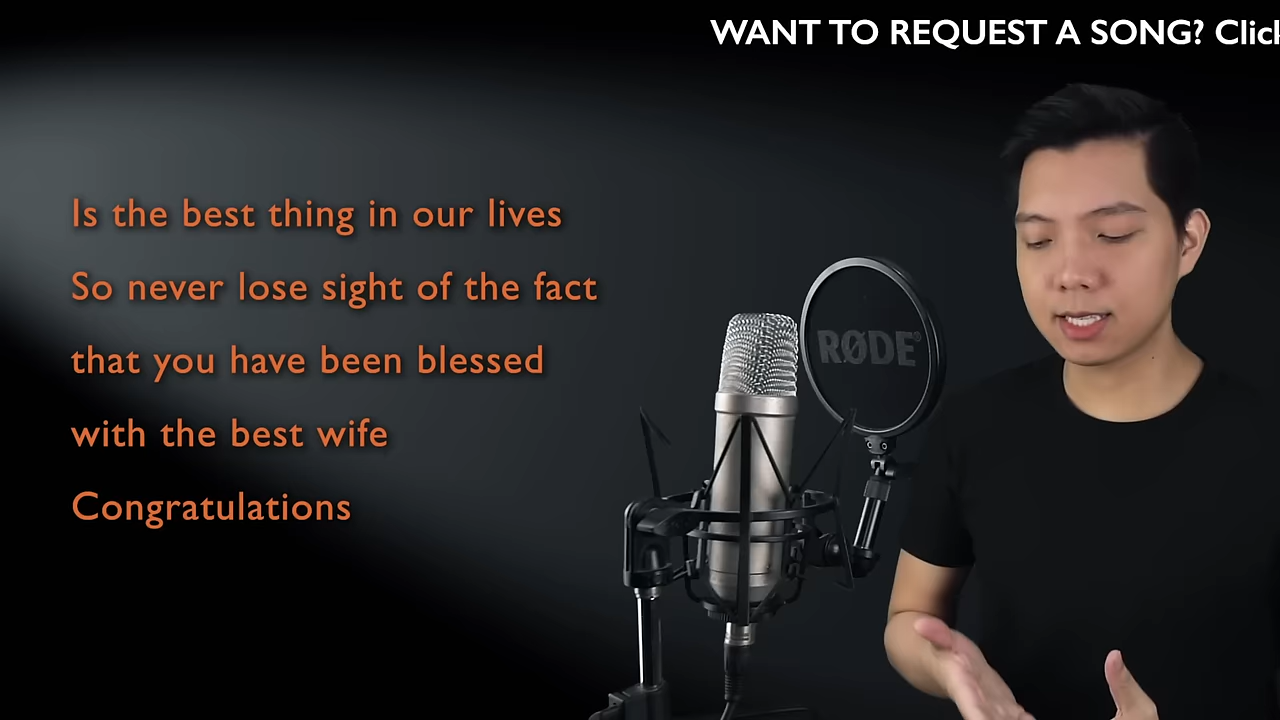 WANT TO REQUEST A SONG? Click
Is the best thing in our lives
So never lose sight of the fact
that you have been blessed
with the best wife
Congratulations
RØDE®